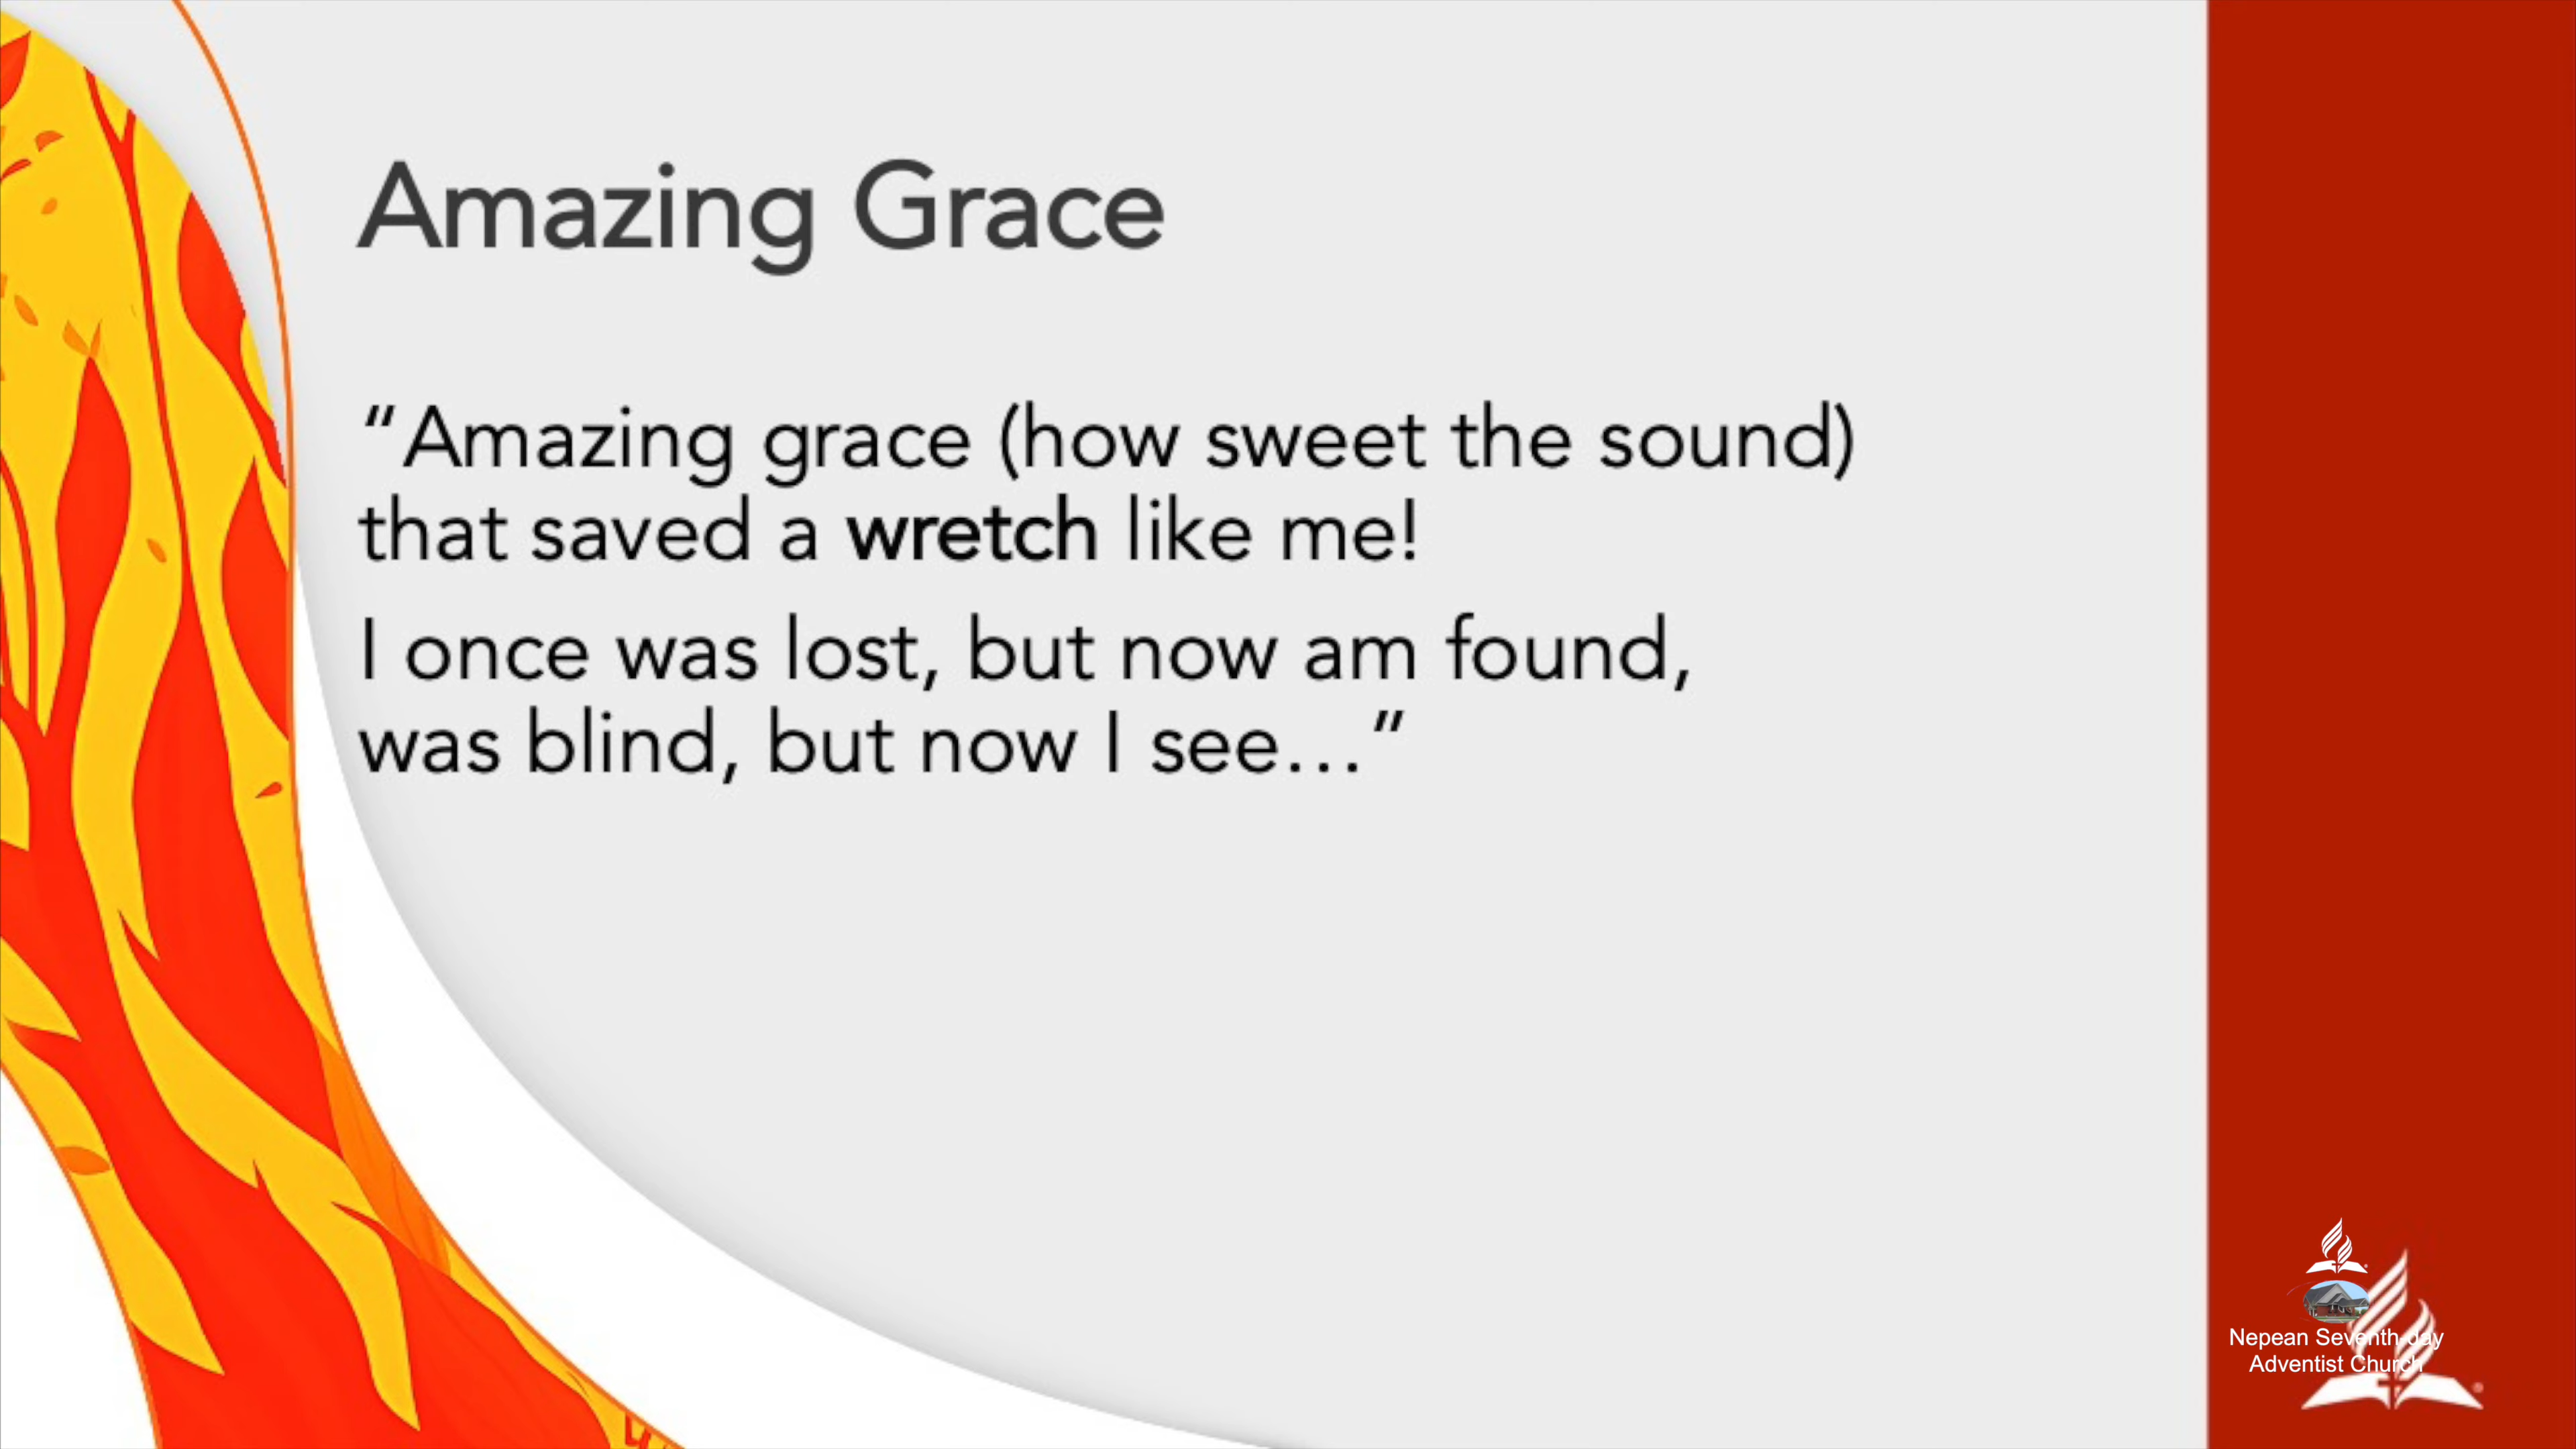 Amazing Grace
“Amazing grace (how sweet the sound)
that saved a wretch like me!
I once was lost, but now am found,
was blind, but now I see…”
Nepean Seventh-day
Adventist Church